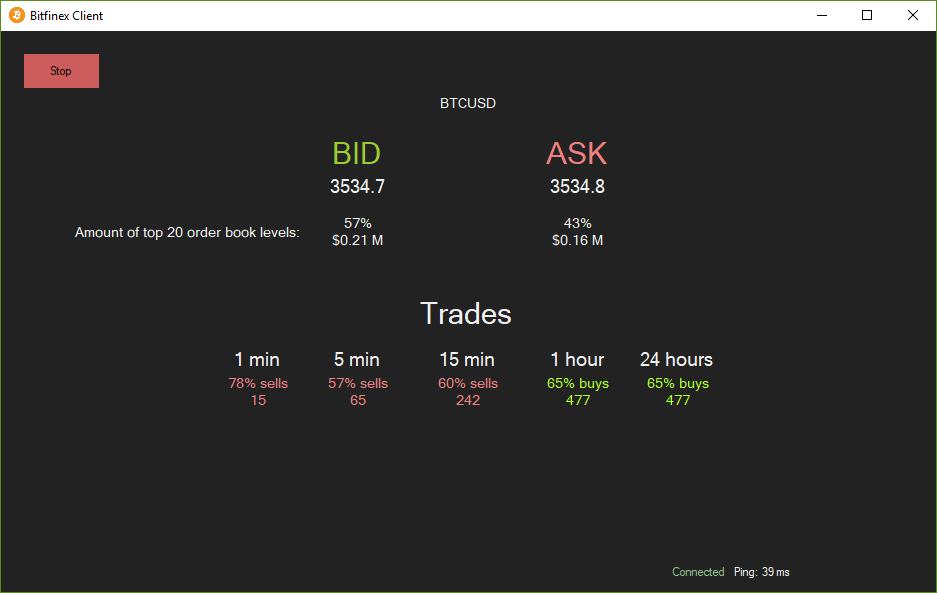 Bitfinex Client
Stop
BTCUSD
BID ASK
3534.7 3534.8
Amount of top 20 order book levels:
57% 43%
$0.21 M $0.16 M
Trades
1 min 5 min 15 min 1 hour 24 hours
78% sells 57% sells 60% sells 65% buys 65% buys
15 65 242 477 477
Connected Ping: 39 ms